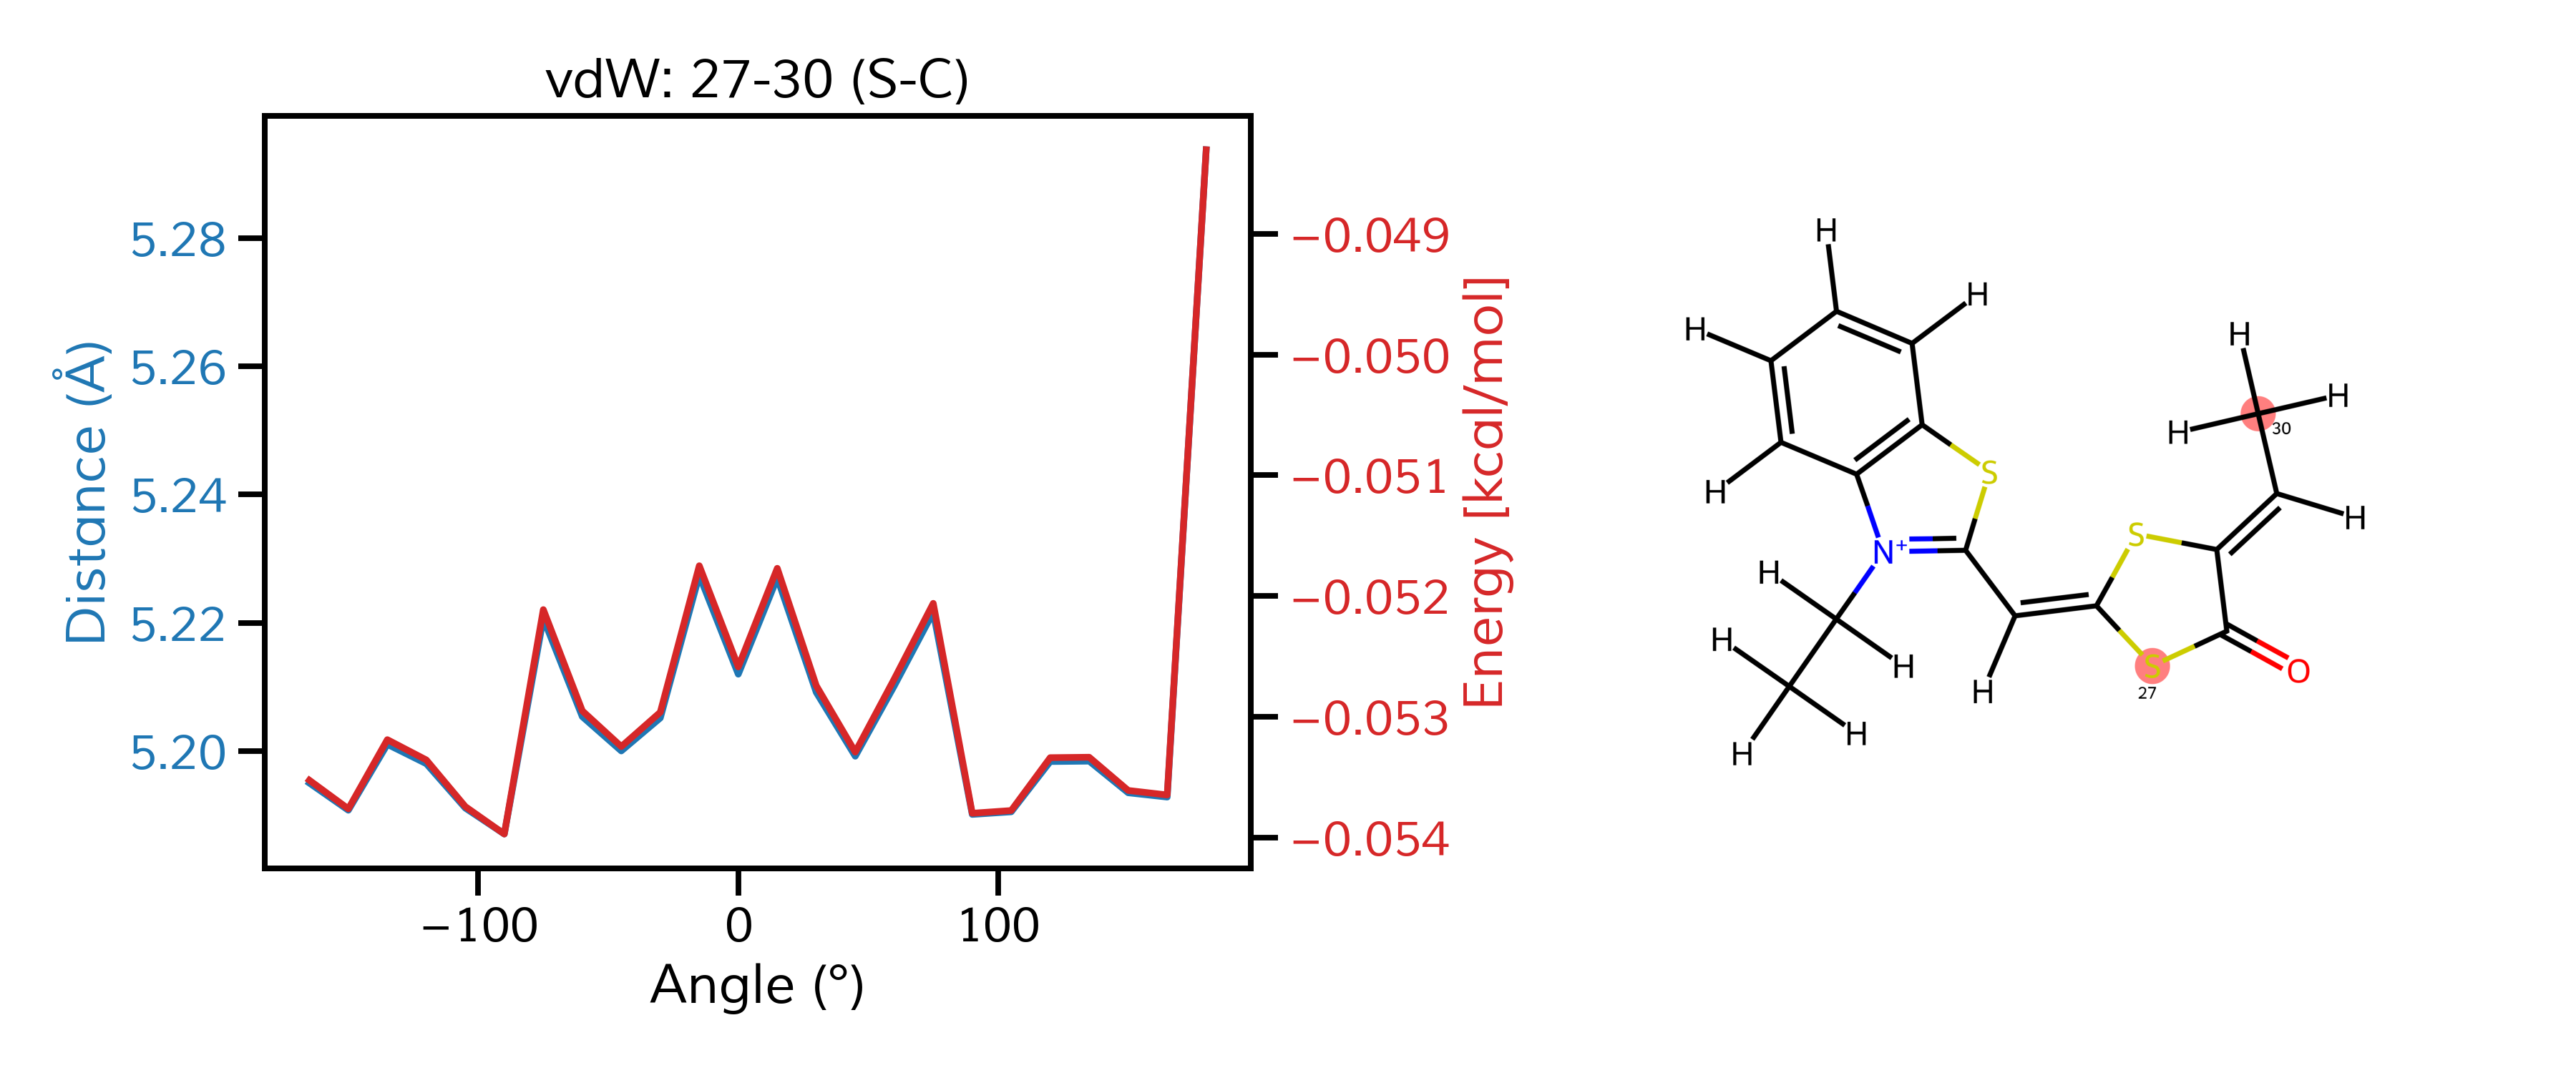 vdW: 27-30 (S-C)
Distance (Å)
5.28
5.26
5.24
5.22
5.20
−100
0
100
Angle (°)
−0.049
−0.050
−0.051
−0.052
−0.053
−0.054
Energy [kcal/mol]
H
H
H
H
H
H
H
30
H
S
H
S
N+
H
H
H
S
27
O
H
H
H
H